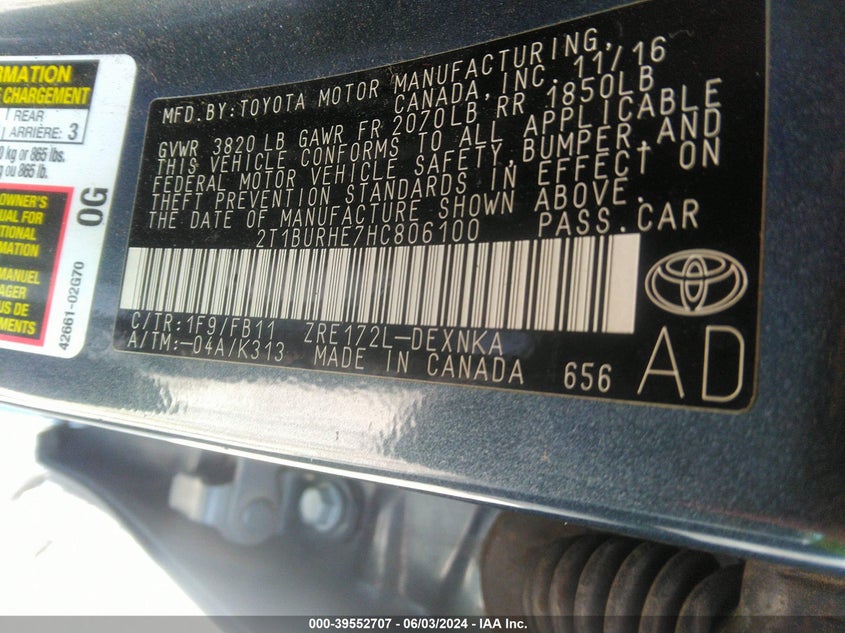 RMATION
CHARGEMENT
REAR
ARRIÈRE: 3
kg or 865 lbs.
ou 865 lb.
OWNER'S
UAL FOR
TIONAL
RMATION
MANUEL
AGER
US DE
EMENTS
42661-02G70
0G
MFD.BY:TOYOTA MOTOR MANUFACTURING,
CANADA,INC. 11/16
GVWR 3820 LB GAWR FR 2070LB RR 1850LB
THIS VEHICLE CONFORMS TO ALL APPLICABLE
FEDERAL MOTOR VEHICLE SAFETY,BUMPER,AND
THEFT PREVENTION STANDARDS IN EFFECT ON
THE DATE OF MANUFACTURE SHOWN ABOVE.
2T1BURHE7HC806100 PASS.CAR
C/TR:1F9/FB11 ZRE172L-DEXNKA
A/TM:-04A/K313 MADE IN CANADA 656
AD
000-39552707 - 06/03/2024 - IAA Inc.